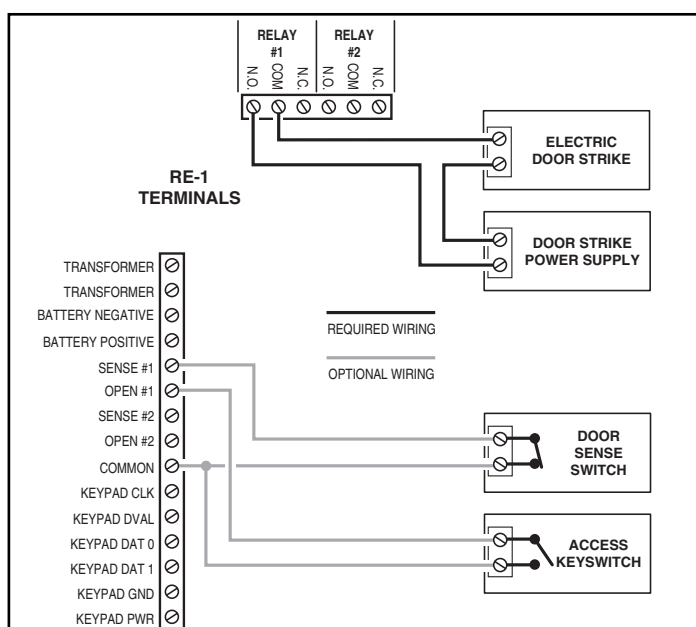 RELAY
#1
RELAY
#2
N.O.
COM
N.C.
N.O.
COM
N.C.
ELECTRIC
DOOR STRIKE
RE-1
TERMINALS
DOOR STRIKE
POWER SUPPLY
TRANSFORMER
TRANSFORMER
BATTERY NEGATIVE
BATTERY POSITIVE
SENSE #1
OPEN #1
SENSE #2
OPEN #2
COMMON
KEYPAD CLK
KEYPAD DVAL
KEYPAD DAT 0
KEYPAD DAT 1
KEYPAD GND
KEYPAD PWR
REQUIRED WIRING
OPTIONAL WIRING
DOOR
SENSE
SWITCH
ACCESS
KEYSWITCH